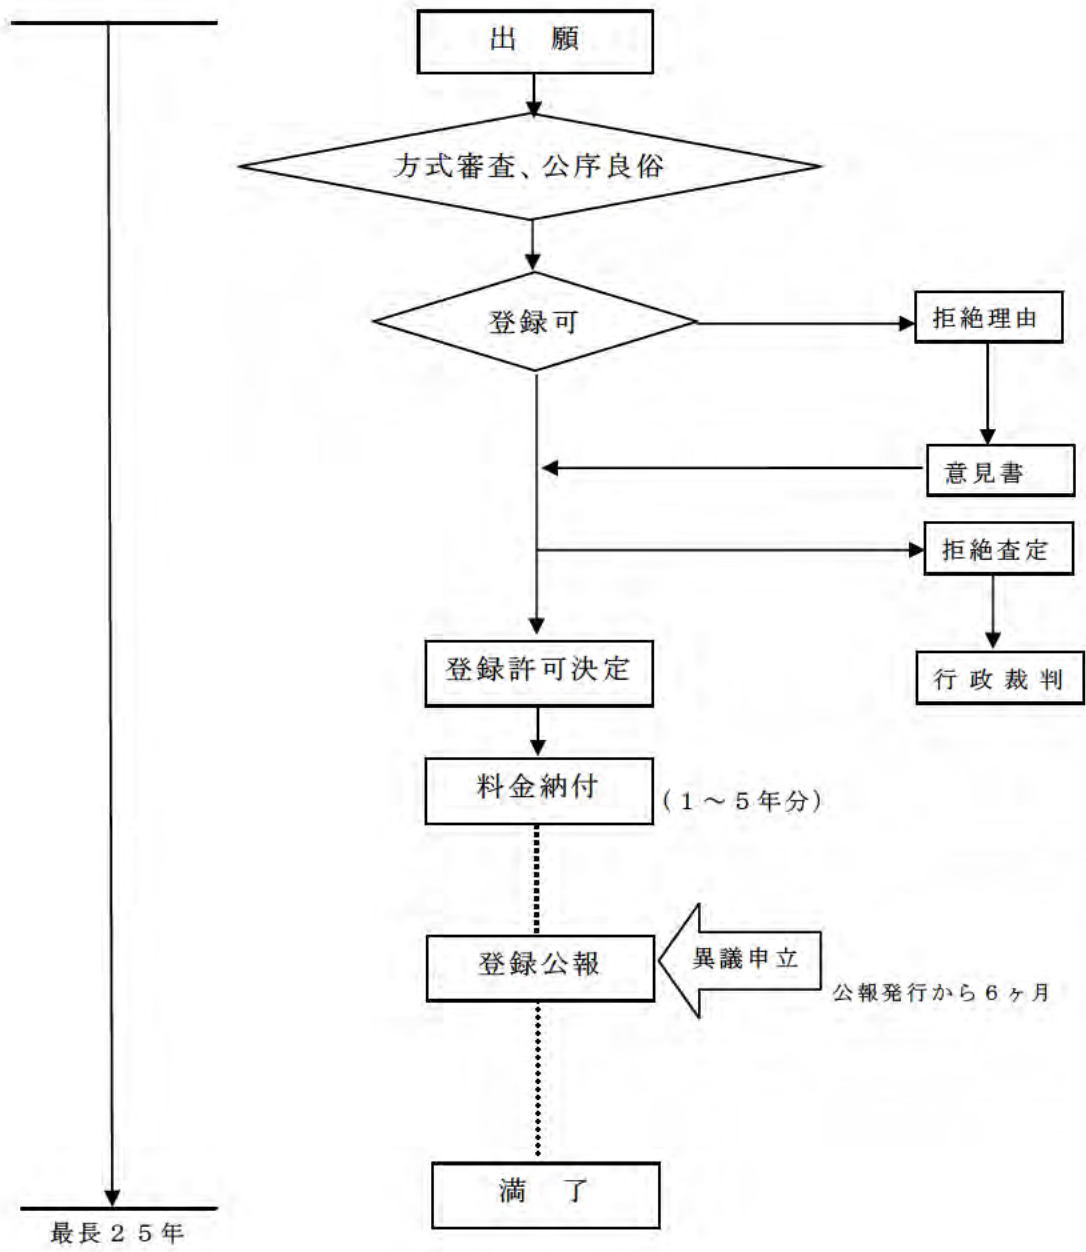 出　願
方式審査、公序良俗
登録可
拒絶理由
意見書
拒絶査定
登録許可決定
行政裁判
料金納付
（１～５年分）
登録公報
異議申立
公報発行から６ヶ月
満　了
最長２５年